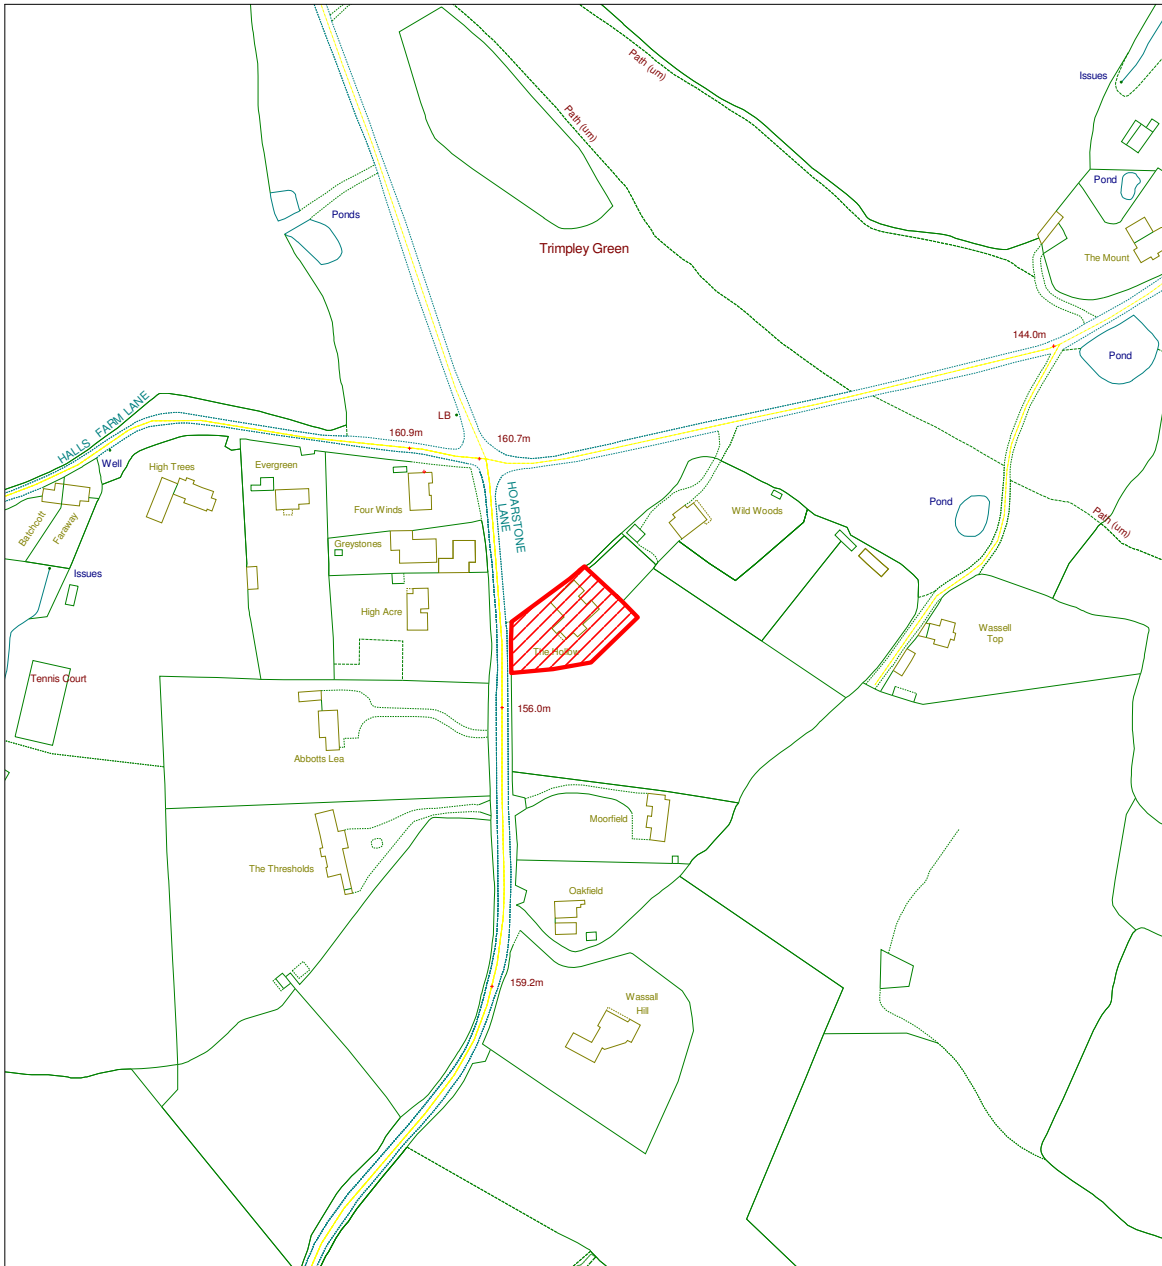 Path (um)
Issues
Path (um)
Pond
Ponds
Trimpley Green
The Mount
144.0m
Pond
HALLS FARM LANE
LB
160.9m
160.7m
Well
High Trees
Evergreen
HOARSTONE
LANE
Four Winds
Wild Woods
Pond
Path (um)
Batchcott
Faraway
Greystones
Issues
High Acre
Wassell
Top
The Hollow
Tennis Court
156.0m
Abbotts Lea
Moorfield
The Thresholds
Oakfield
159.2m
Wassall
Hill